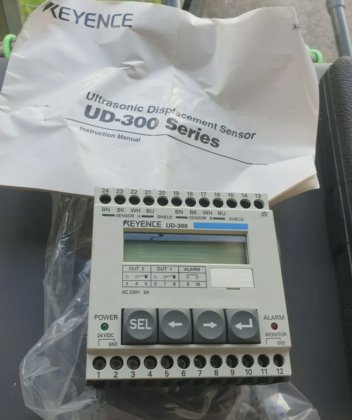 KEYENCE
Ultrasonic Displacement Sensor
UD-300 Series
Instruction Manual
24 23 22 21 20 19 18 17 16 15 14 13
BN BK WH BU BN BK WH BU
SENSOR A SHIELD SENSOR B SHIELD
KEYENCE UD-300
OUT 2 OUT 1 ALARM
3 4 5 6 7 8 9 10
AC 230V 3A
POWER SEL ← → ↵ ALARM
24 VDC MONITOR
GND GND
1 2 3 4 5 6 7 8 9 10 11 12